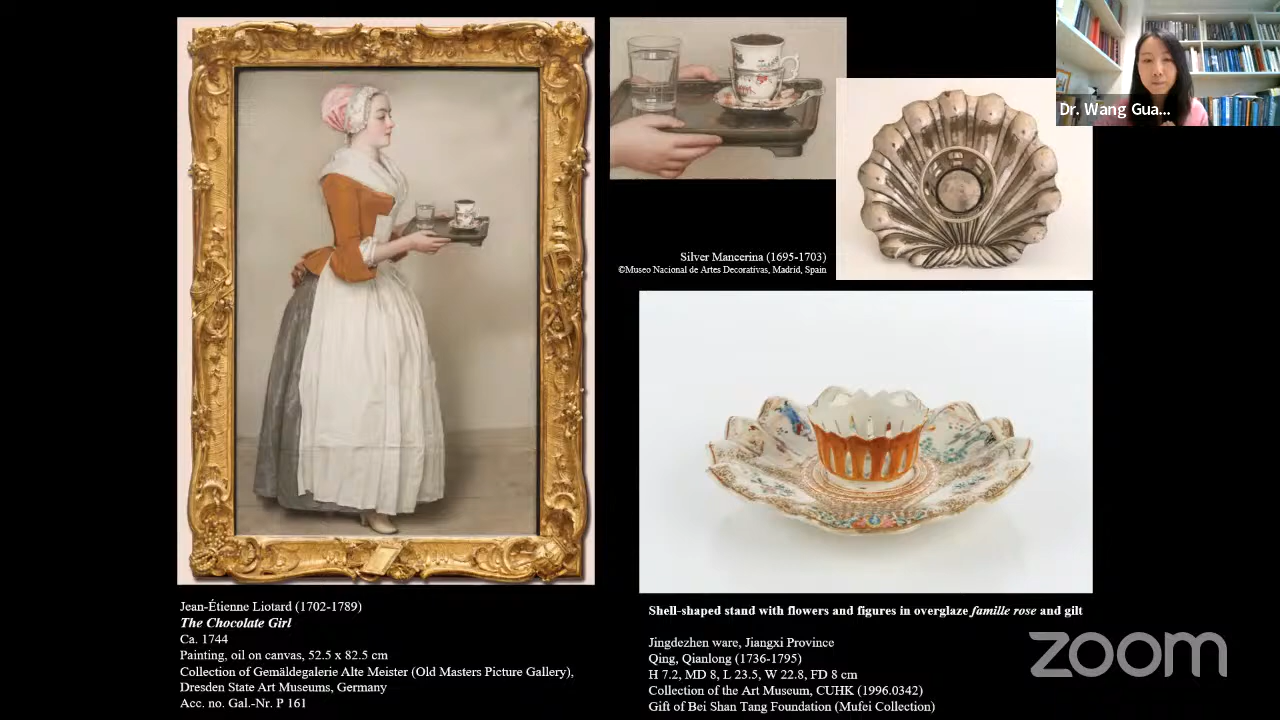 Dr. Wang Gua...
Silver Mancerina (1695-1703)
©Museo Nacional de Artes Decorativas, Madrid, Spain
Jean-Étienne Liotard (1702-1789)
The Chocolate Girl
Ca. 1744
Painting, oil on canvas, 52.5 x 82.5 cm
Collection of Gemäldegalerie Alte Meister (Old Masters Picture Gallery),
Dresden State Art Museums, Germany
Acc. no. Gal.-Nr. P 161
Shell-shaped stand with flowers and figures in overglaze famille rose and gilt
Jingdezhen ware, Jiangxi Province
Qing, Qianlong (1736-1795)
H 7.2, MD 8, L 23.5, W 22.8, FD 8 cm
Collection of the Art Museum, CUHK (1996.0342)
Gift of Bei Shan Tang Foundation (Mufei Collection)
zoom